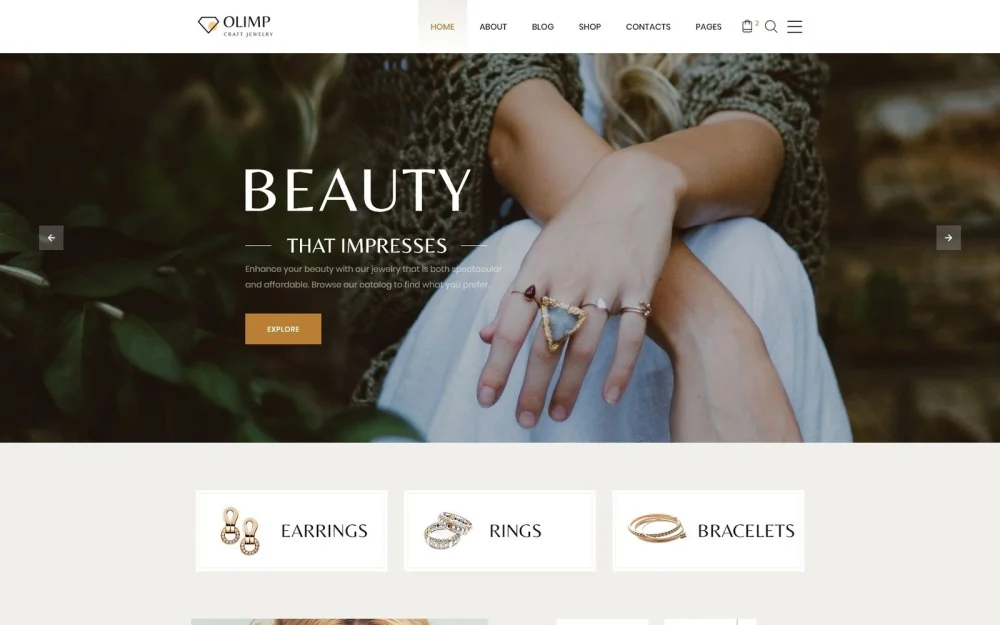 OLIMP
CRAFT JEWELRY
HOME
ABOUT
BLOG
SHOP
CONTACTS
PAGES
2
BEAUTY
THAT IMPRESSES
Enhance your beauty with our jewelry that is both spectacular
and affordable. Browse our catalog to find what you prefer.
EXPLORE
EARRINGS
RINGS
BRACELETS